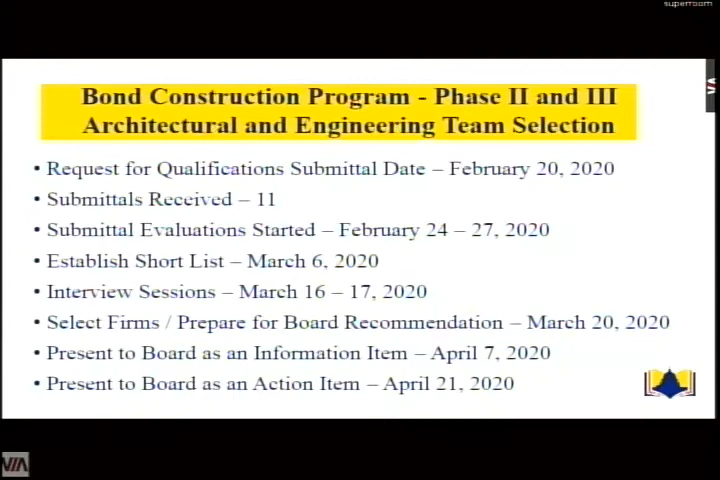 superroom
Bond Construction Program - Phase II and III
Architectural and Engineering Team Selection
• Request for Qualifications Submittal Date – February 20, 2020
• Submittals Received – 11
• Submittal Evaluations Started – February 24 – 27, 2020
• Establish Short List – March 6, 2020
• Interview Sessions – March 16 – 17, 2020
• Select Firms / Prepare for Board Recommendation – March 20, 2020
• Present to Board as an Information Item – April 7, 2020
• Present to Board as an Action Item – April 21, 2020
VIA